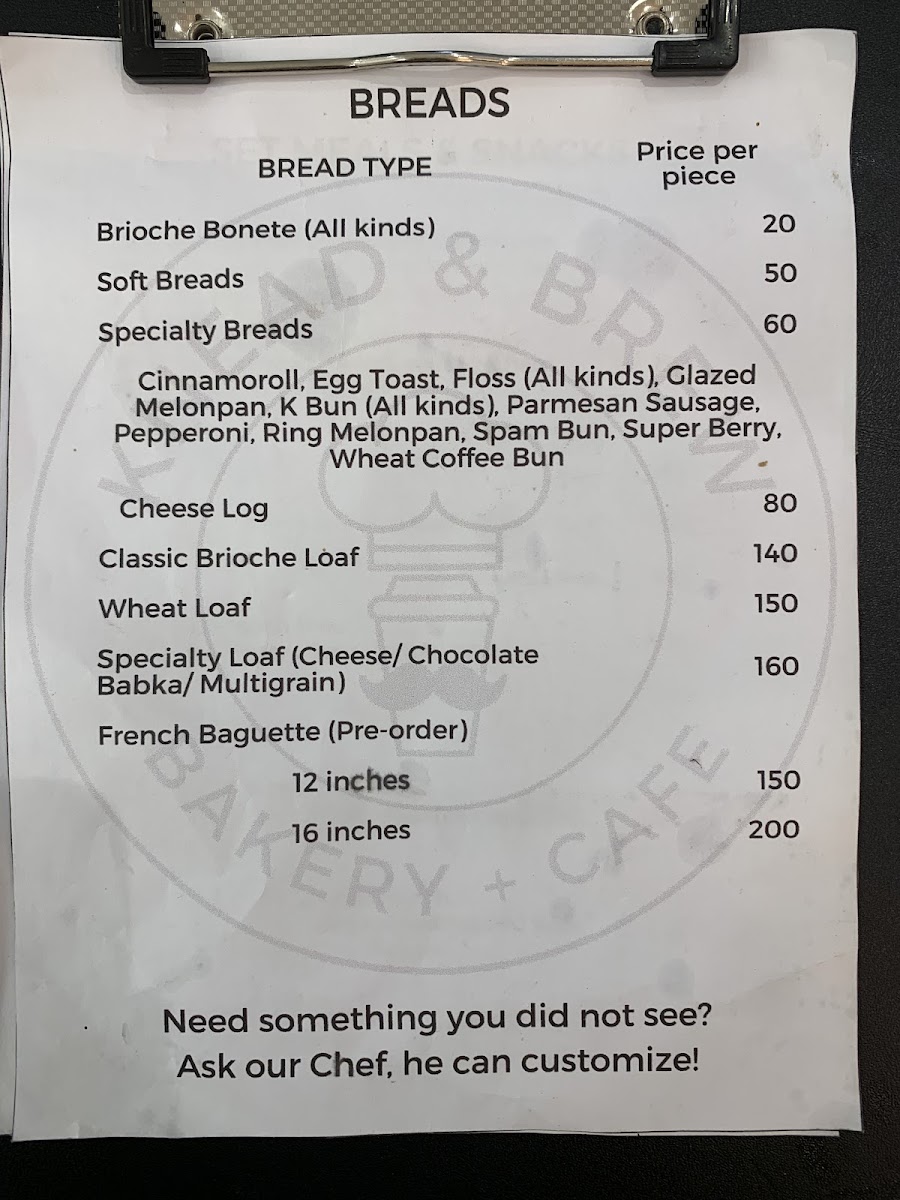 BREADS
BREAD TYPE
Price per
piece
Brioche Bonete (All kinds) 20
Soft Breads 50
Specialty Breads 60
Cinnamoroll, Egg Toast, Floss (All kinds), Glazed
Melonpan, K Bun (All kinds), Parmesan Sausage,
Pepperoni, Ring Melonpan, Spam Bun, Super Berry,
Wheat Coffee Bun
Cheese Log 80
Classic Brioche Loaf 140
Wheat Loaf 150
Specialty Loaf (Cheese/ Chocolate
Babka/ Multigrain) 160
French Baguette (Pre-order)
12 inches 150
16 inches 200
Need something you did not see?
Ask our Chef, he can customize!
KNEAD & BREW
BAKERY + CAFE